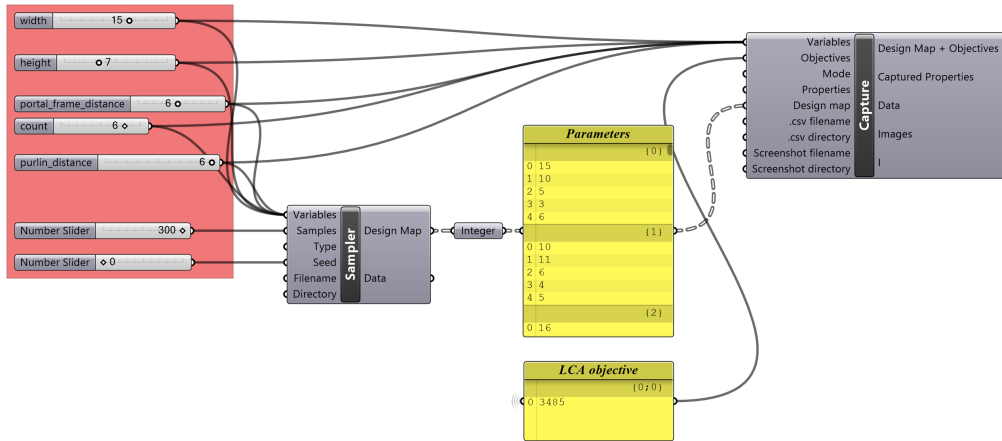 width 15
height 7
portal_frame_distance 6
count 6
purlin_distance 6
Number Slider 300
Number Slider 0
Variables
Samples
Type
Seed
Filename
Directory
Sampler
Design Map
Data
Integer
Parameters
{0}
0 15
1 10
2 5
3 3
4 6
{1}
0 10
1 11
2 6
3 4
4 5
{2}
0 16
LCA objective
{0;0}
0 3485
Variables
Objectives
Mode
Properties
Design map
.csv filename
.csv directory
Screenshot filename
Screenshot directory
Capture
Design Map + Objectives
Captured Properties
Data
Images
I